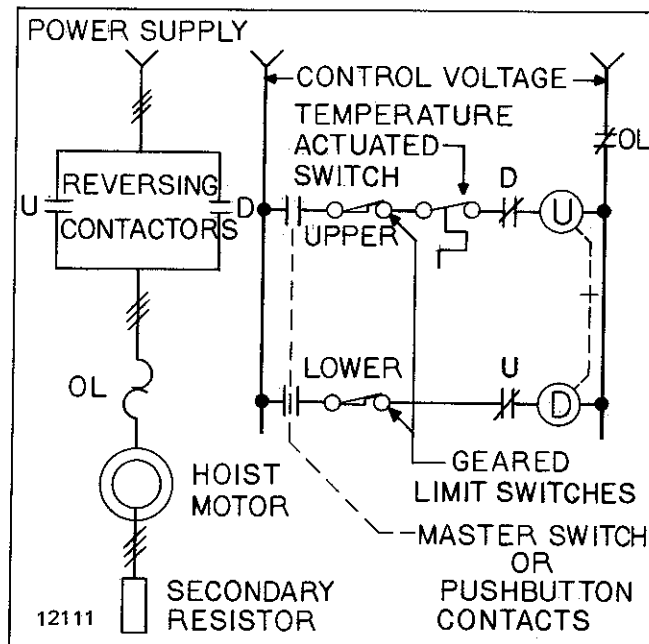 POWER SUPPLY
CONTROL VOLTAGE
TEMPERATURE
ACTUATED
SWITCH
OL
U
REVERSING
CONTACTORS
D
UPPER
D
U
OL
LOWER
U
D
HOIST
MOTOR
GEARED
LIMIT SWITCHES
MASTER SWITCH
OR
PUSHBUTTON
CONTACTS
SECONDARY
RESISTOR
12111